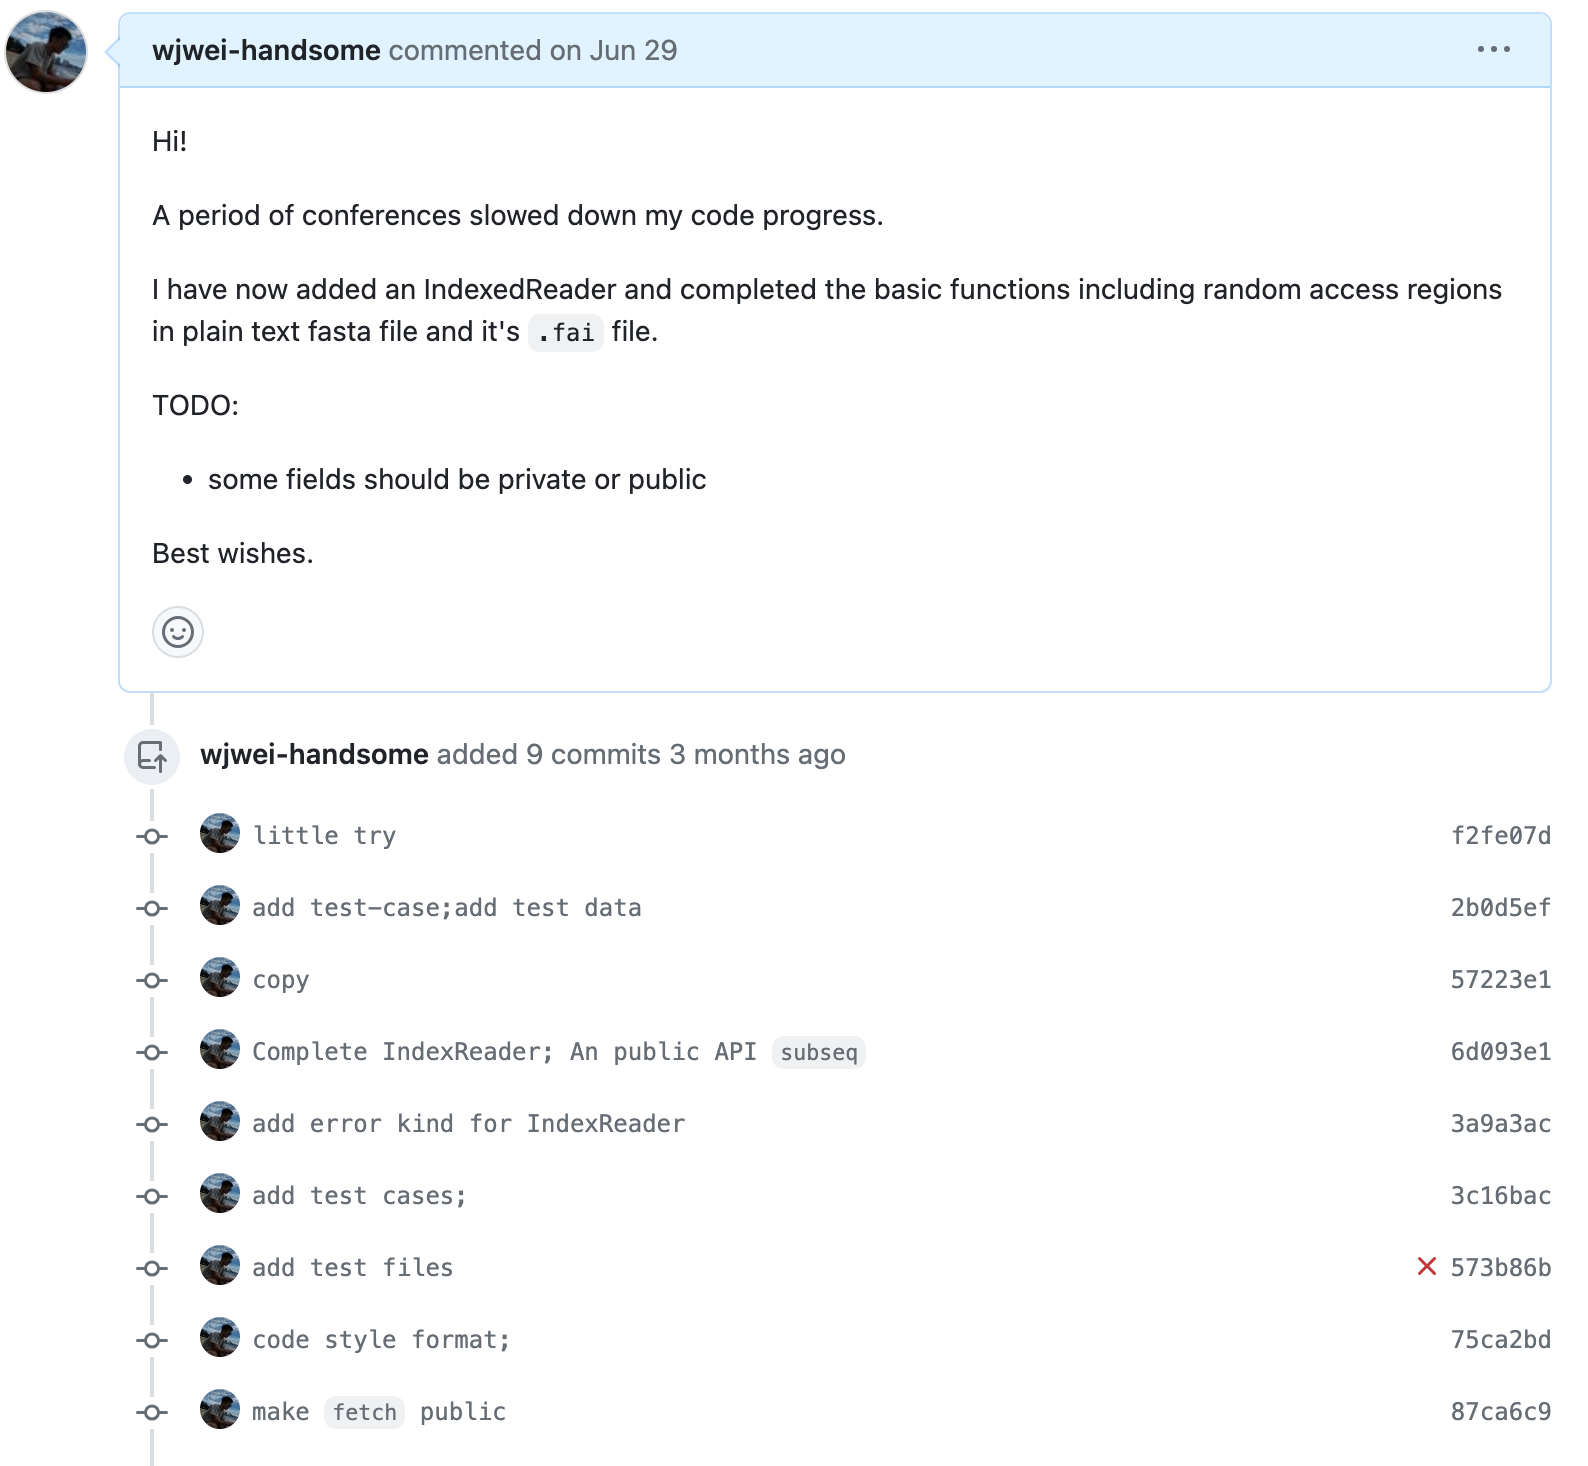 wjwei-handsome commented on Jun 29
Hi!
A period of conferences slowed down my code progress.
I have now added an IndexedReader and completed the basic functions including random access regions
in plain text fasta file and it's .fai file.
TODO:
• some fields should be private or public
Best wishes.
wjwei-handsome added 9 commits 3 months ago
little try f2fe07d
add test-case;add test data 2b0d5ef
copy 57223e1
Complete IndexReader; An public API subseq 6d093e1
add error kind for IndexReader 3a9a3ac
add test cases; 3c16bac
add test files 573b86b
code style format; 75ca2bd
make fetch public 87ca6c9